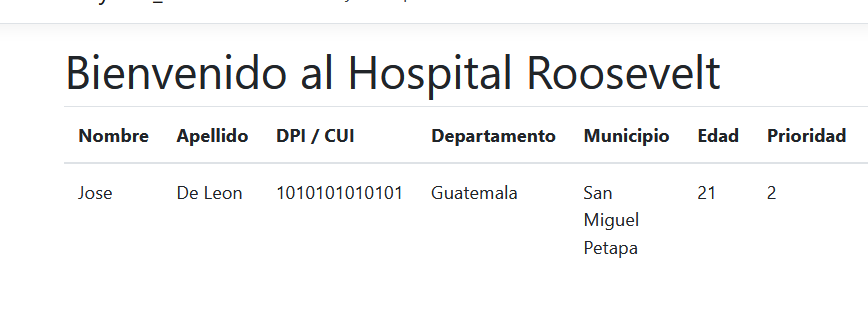 Bienvenido al Hospital Roosevelt
Nombre Apellido DPI / CUI Departamento Municipio Edad Prioridad
Jose De Leon 1010101010101 Guatemala San 21 2
Miguel
Petapa